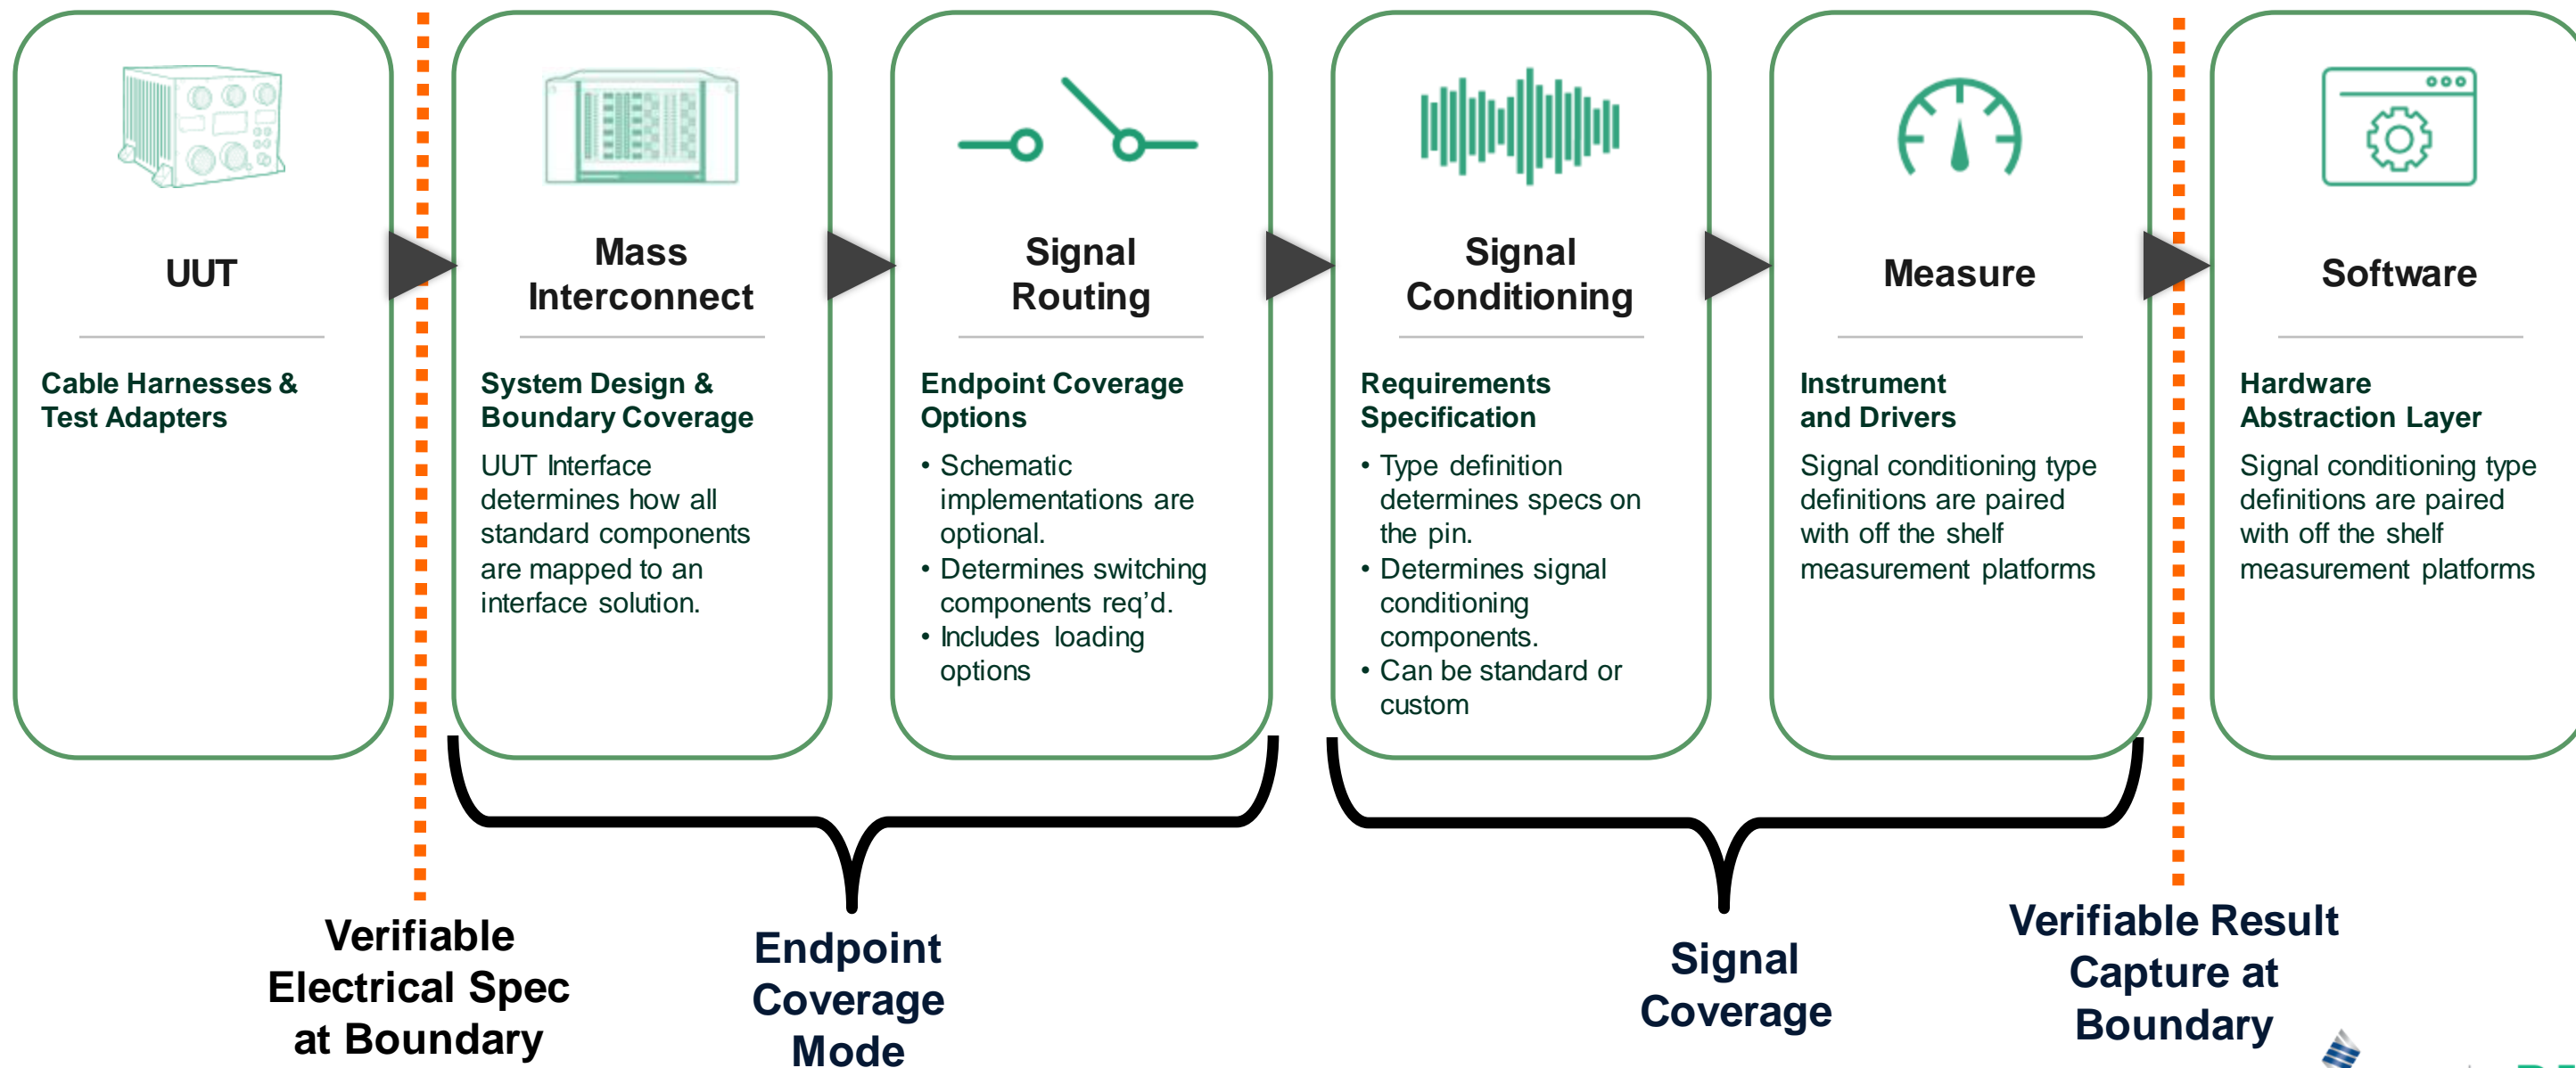 UUT
Cable Harnesses &
Test Adapters
Mass
Interconnect
System Design &
Boundary Coverage
UUT Interface
determines how all
standard components
are mapped to an
interface solution.
Signal
Routing
Endpoint Coverage
Options
• Schematic
implementations are
optional.
• Determines switching
components req’d.
• Includes loading
options
Signal
Conditioning
Requirements
Specification
• Type definition
determines specs on
the pin.
• Determines signal
conditioning
components.
• Can be standard or
custom
Measure
Instrument
and Drivers
Signal conditioning type
definitions are paired
with off the shelf
measurement platforms
Software
Hardware
Abstraction Layer
Signal conditioning type
definitions are paired
with off the shelf
measurement platforms
Verifiable
Electrical Spec
at Boundary
Endpoint
Coverage
Mode
Signal
Coverage
Verifiable Result
Capture at
Boundary